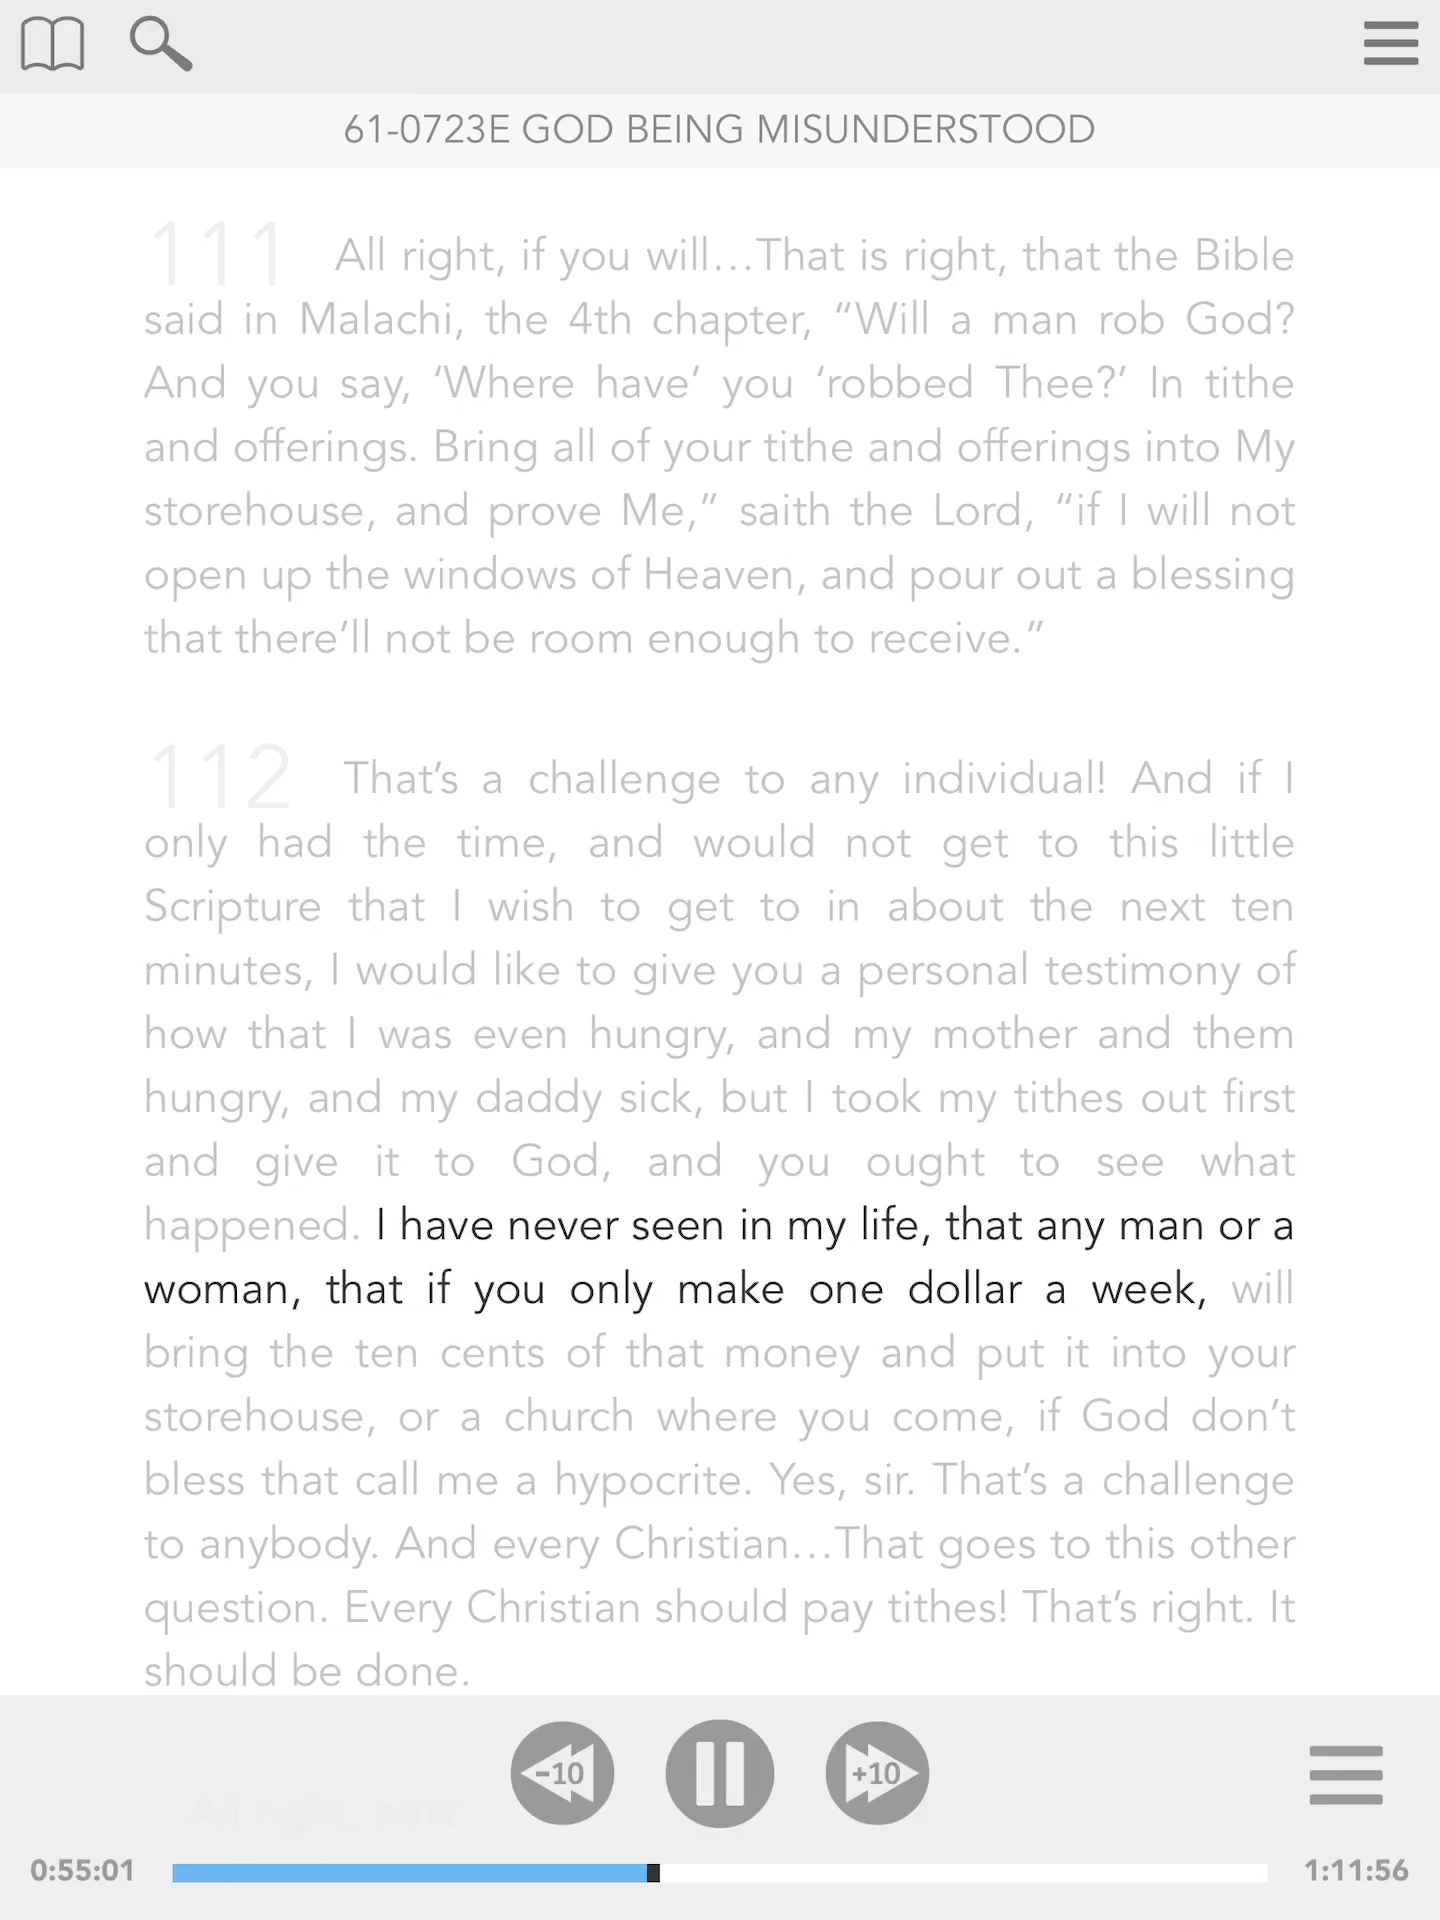 61-0723E GOD BEING MISUNDERSTOOD
111 All right, if you will…That is right, that the Bible
said in Malachi, the 4th chapter, “Will a man rob God?
And you say, ‘Where have’ you ‘robbed Thee?’ In tithe
and offerings. Bring all of your tithe and offerings into My
storehouse, and prove Me,” saith the Lord, “if I will not
open up the windows of Heaven, and pour out a blessing
that there’ll not be room enough to receive.”
112 That’s a challenge to any individual! And if I
only had the time, and would not get to this little
Scripture that I wish to get to in about the next ten
minutes, I would like to give you a personal testimony of
how that I was even hungry, and my mother and them
hungry, and my daddy sick, but I took my tithes out first
and give it to God, and you ought to see what
happened. I have never seen in my life, that any man or a
woman, that if you only make one dollar a week, will
bring the ten cents of that money and put it into your
storehouse, or a church where you come, if God don’t
bless that call me a hypocrite. Yes, sir. That’s a challenge
to anybody. And every Christian…That goes to this other
question. Every Christian should pay tithes! That’s right. It
should be done.
-10 +10
All right, now
0:55:01 1:11:56